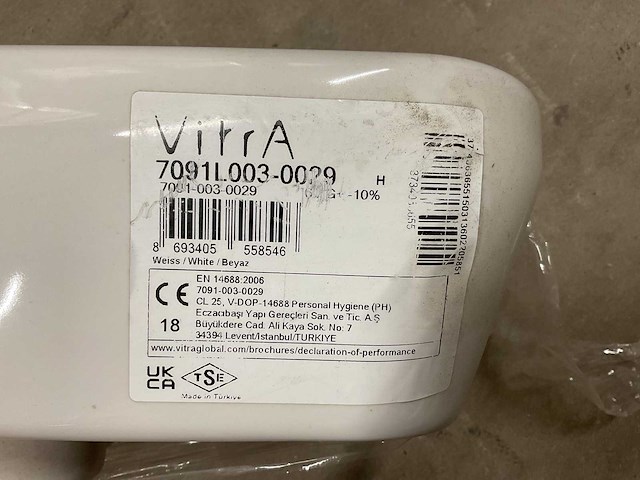 VitrA
7091L003-0029 H
7091-003-0029 -10%
8 693405 558546
Weiss / White / Beyaz
CE
18
EN 14688:2006
7091-003-0029
CL 25, V-DOP-14688 Personal Hygiene (PH)
Eczacıbaşı Yapı Gereçleri San. ve Tic. A.Ş
Büyükdere Cad. Ali Kaya Sok. No: 7
34394 Levent/Istanbul/TURKIYE
www.vitraglobal.com/brochures/declaration-of-performance
UK
CA
TSE
Made in Türkiye